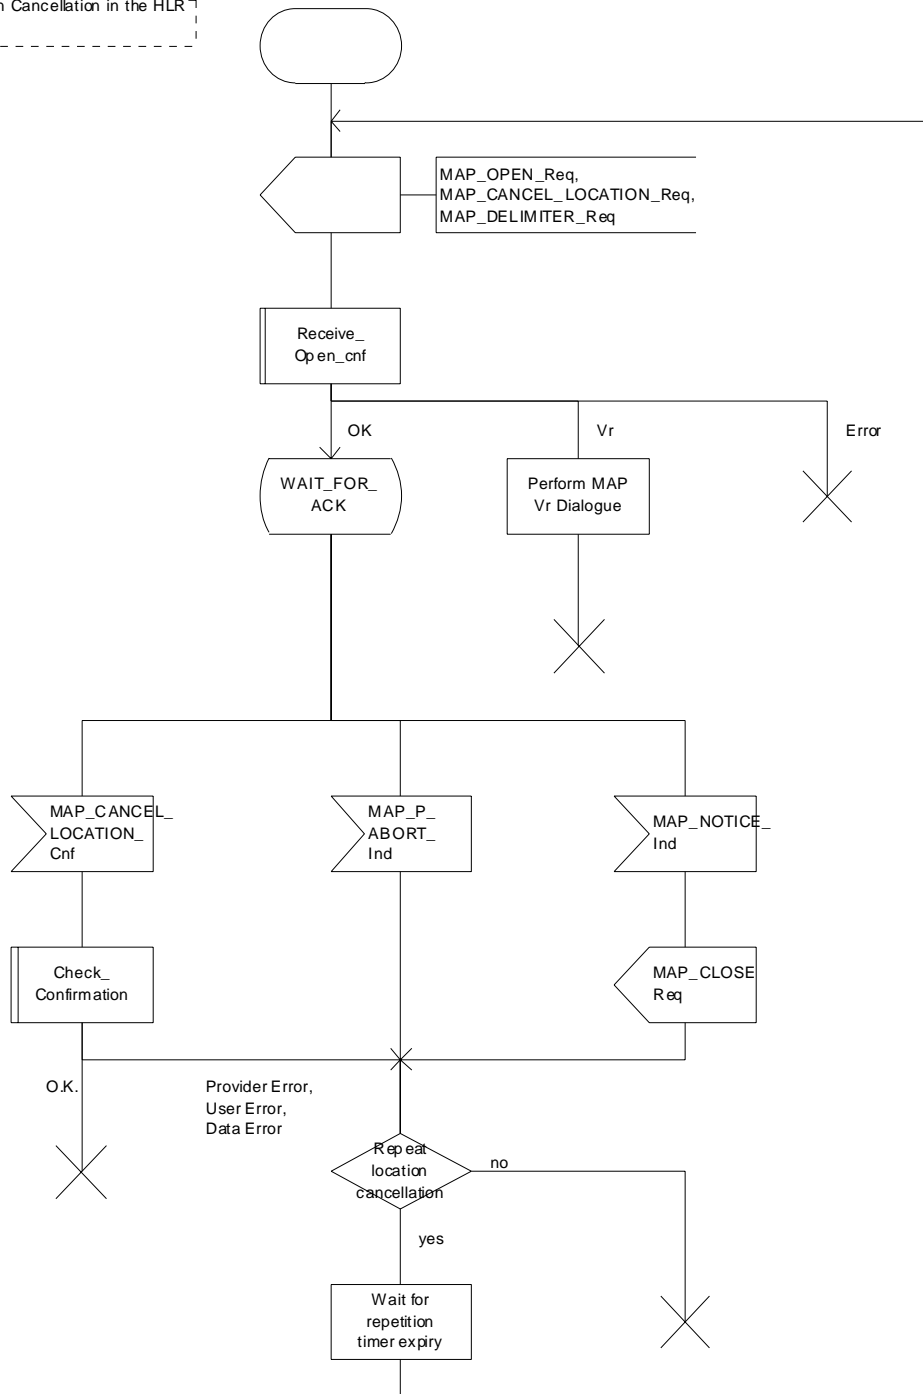 n Cancellation in the HLR
MAP_OPEN_Req,
MAP_CANCEL_LOCATION_Req,
MAP_DELIMITER_Req
Receive_
Open_cnf
OK
Vr
Error
WAIT_FOR_
ACK
Perform MAP
Vr Dialogue
MAP_CANCEL_
LOCATION_
Cnf
MAP_P_
ABORT_
Ind
MAP_NOTICE_
Ind
Check_
Confirmation
MAP_CLOSE
Req
O.K.
Provider Error,
User Error,
Data Error
Repeat
location
cancellation
no
yes
Wait for
repetition
timer expiry